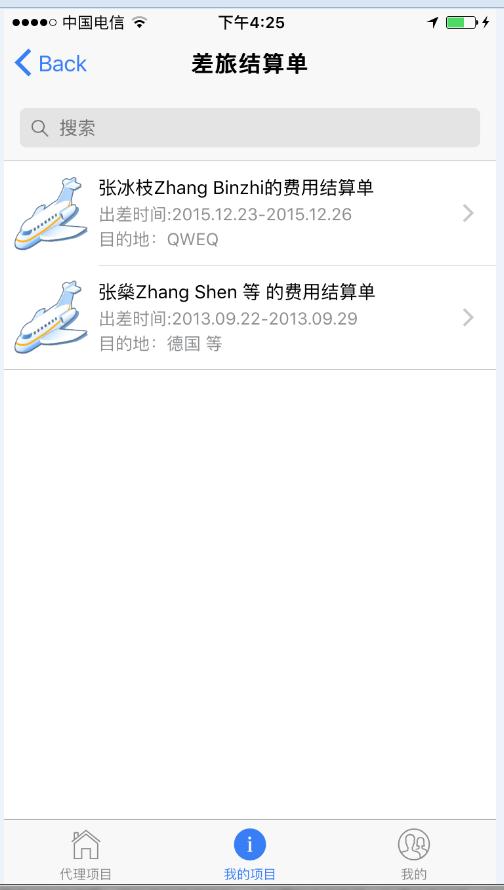 中国电信 下午4:25
Back 差旅结算单
搜索
张冰枝Zhang Binzhi的费用结算单
出差时间:2015.12.23-2015.12.26
目的地：QWEQ
张燊Zhang Shen 等 的费用结算单
出差时间:2013.09.22-2013.09.29
目的地：德国 等
代理项目 我的项目 我的